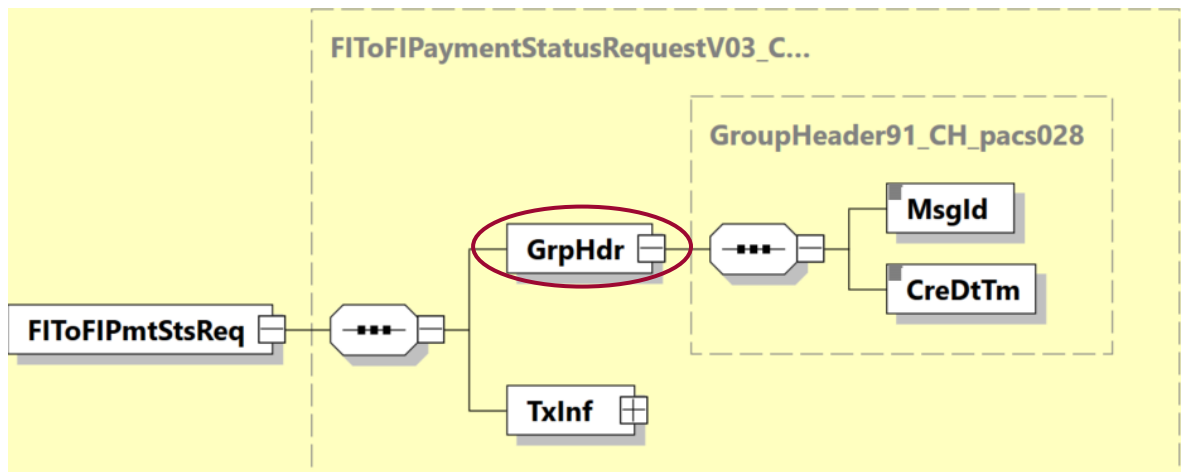 FIToFIPaymentStatusRequestV03_C...
GroupHeader91_CH_pacs028
MsgId
GrpHdr
CreDtTm
FIToFIPmtStsReq
TxInf